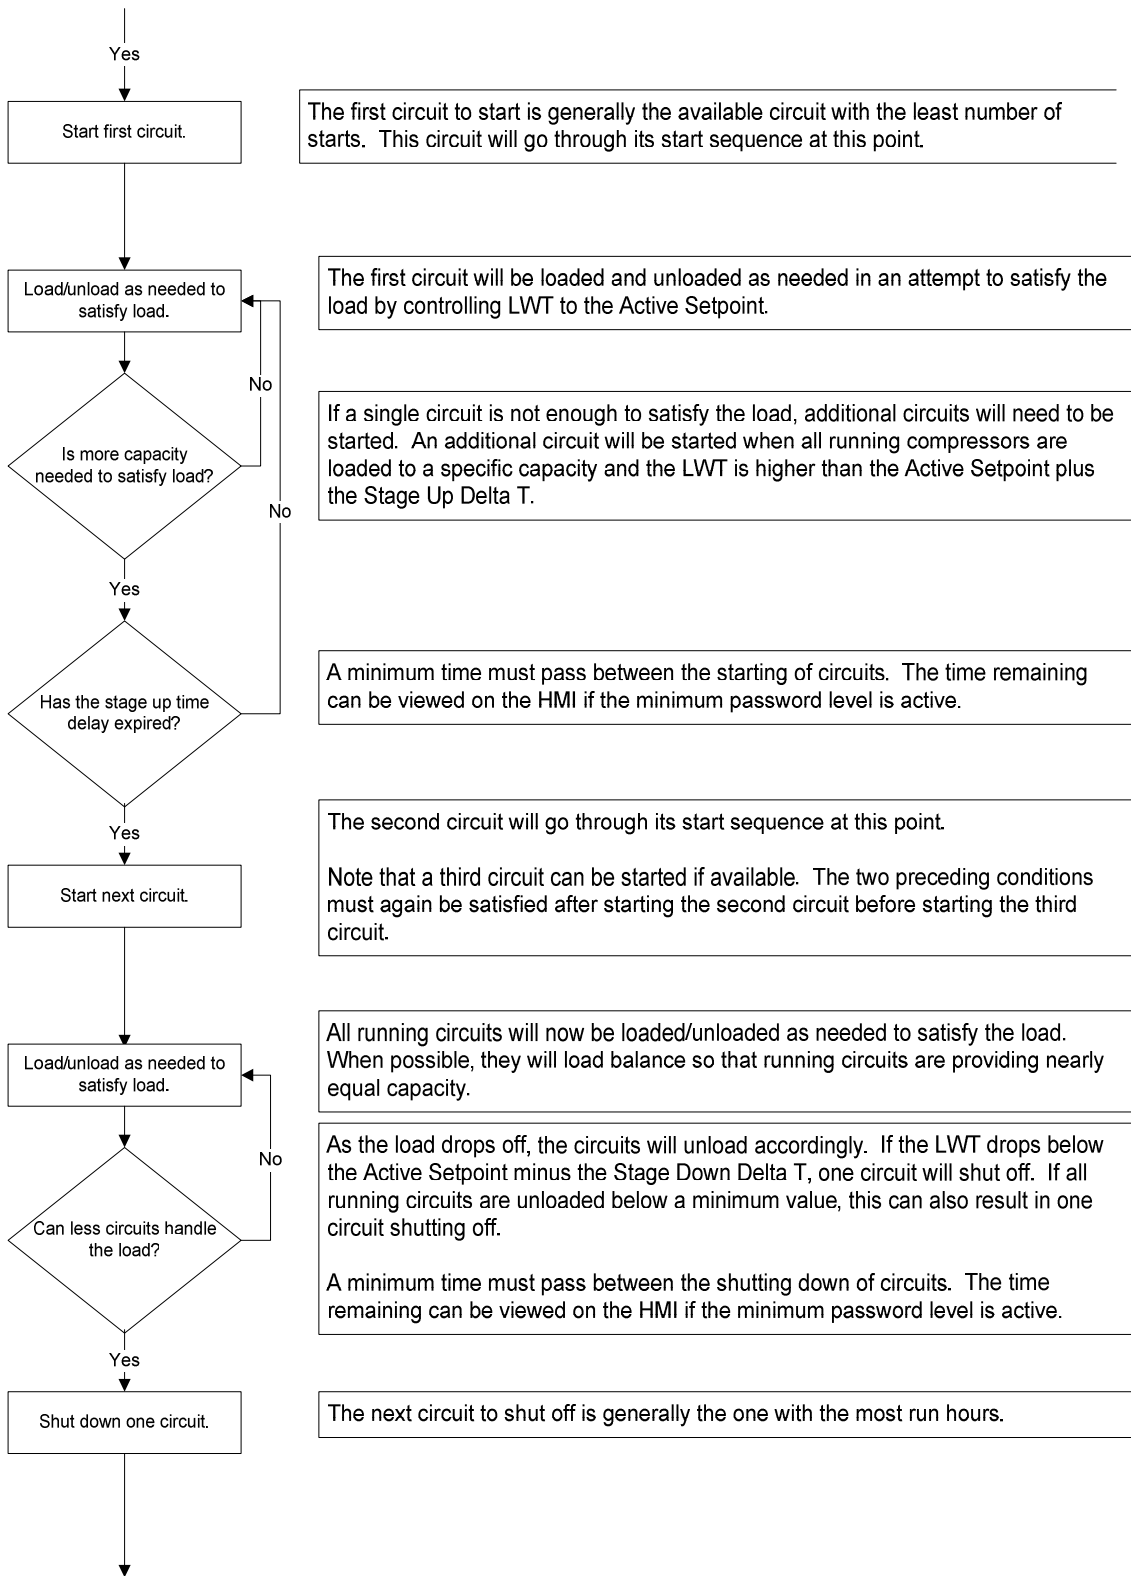 Yes
Start first circuit.
The first circuit to start is generally the available circuit with the least number of
starts. This circuit will go through its start sequence at this point.
Load/unload as needed to
satisfy load.
The first circuit will be loaded and unloaded as needed in an attempt to satisfy the
load by controlling LWT to the Active Setpoint.
No
Is more capacity
needed to satisfy load?
If a single circuit is not enough to satisfy the load, additional circuits will need to be
started. An additional circuit will be started when all running compressors are
loaded to a specific capacity and the LWT is higher than the Active Setpoint plus
the Stage Up Delta T.
No
Yes
Has the stage up time
delay expired?
A minimum time must pass between the starting of circuits. The time remaining
can be viewed on the HMI if the minimum password level is active.
Yes
Start next circuit.
The second circuit will go through its start sequence at this point.
Note that a third circuit can be started if available. The two preceding conditions
must again be satisfied after starting the second circuit before starting the third
circuit.
Load/unload as needed to
satisfy load.
All running circuits will now be loaded/unloaded as needed to satisfy the load.
When possible, they will load balance so that running circuits are providing nearly
equal capacity.
No
Can less circuits handle
the load?
As the load drops off, the circuits will unload accordingly. If the LWT drops below
the Active Setpoint minus the Stage Down Delta T, one circuit will shut off. If all
running circuits are unloaded below a minimum value, this can also result in one
circuit shutting off.
A minimum time must pass between the shutting down of circuits. The time
remaining can be viewed on the HMI if the minimum password level is active.
Yes
Shut down one circuit.
The next circuit to shut off is generally the one with the most run hours.